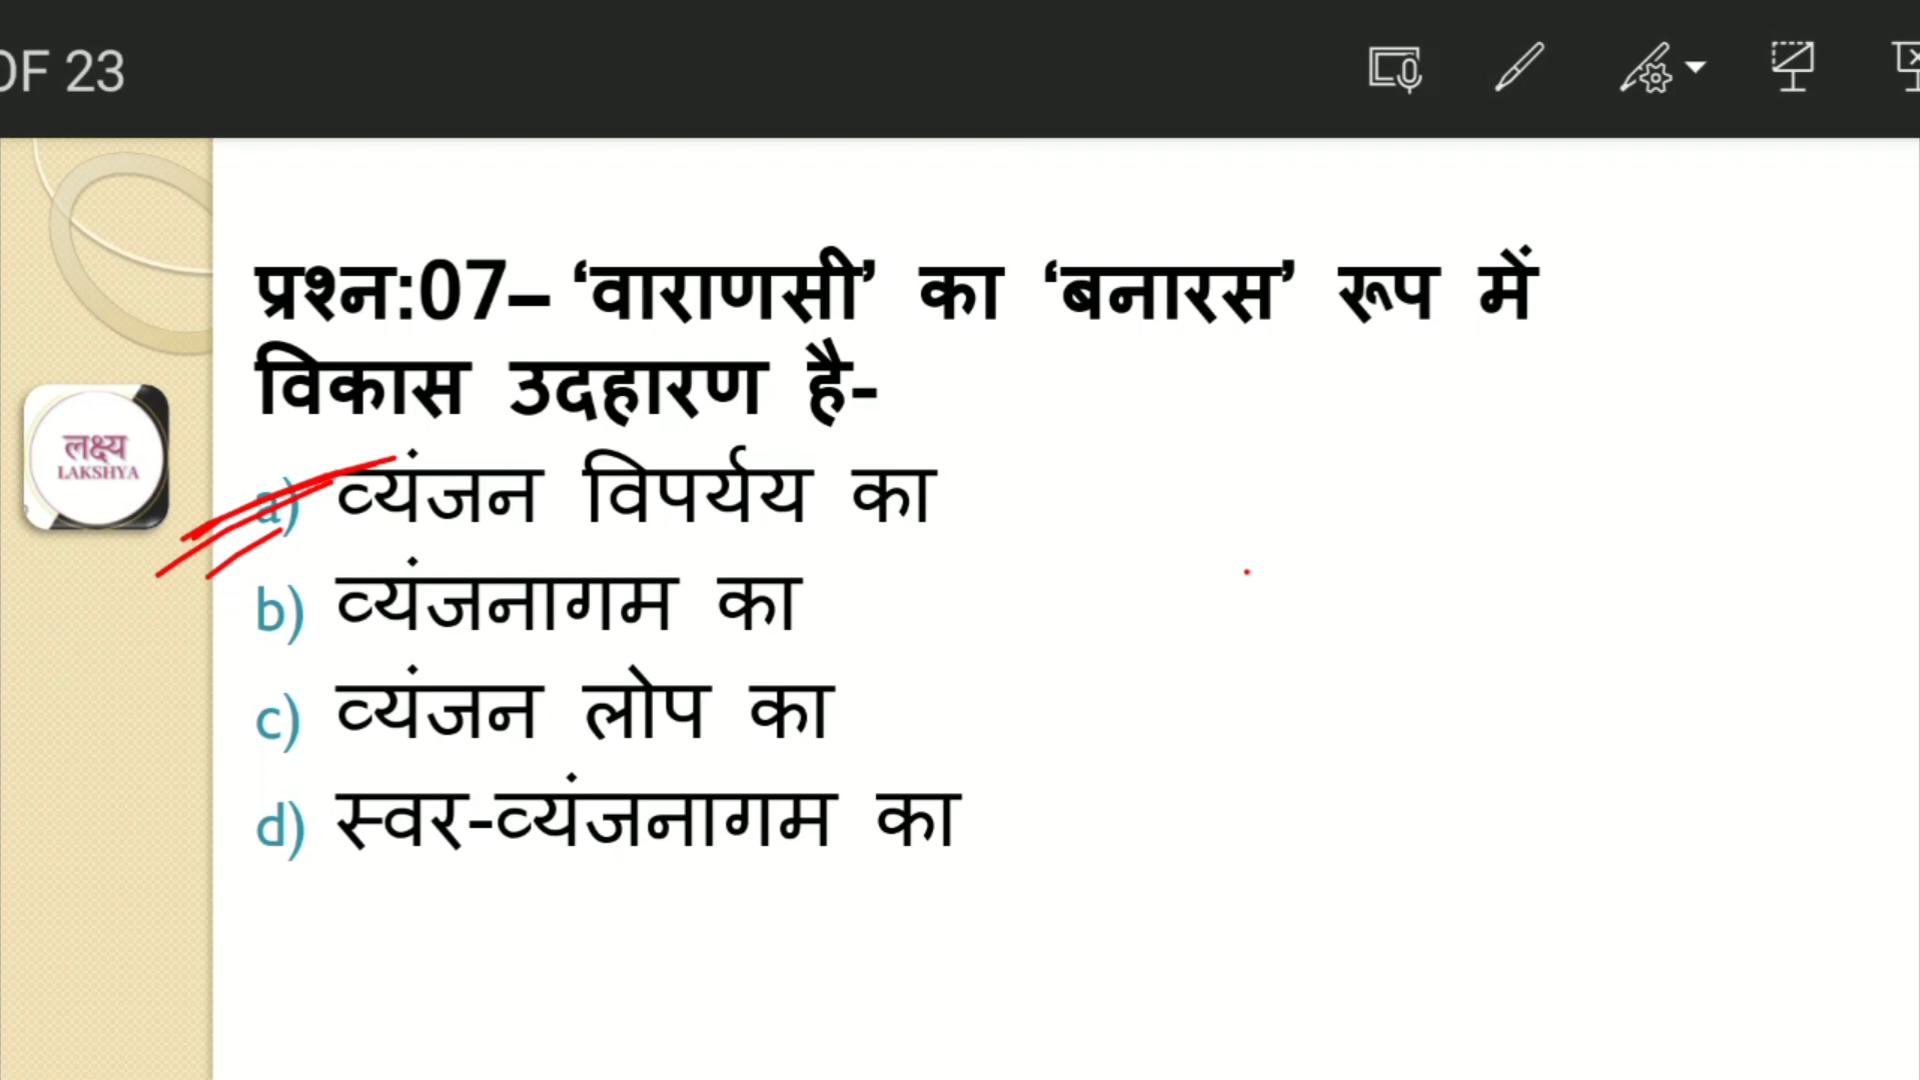 OF 23
प्रश्न:07– ‘वाराणसी’ का ‘बनारस’ रूप में
विकास उदहारण है-
लक्ष्य
LAKSHYA
a) व्यंजन विपर्यय का
b) व्यंजनागम का
c) व्यंजन लोप का
d) स्वर-व्यंजनागम का